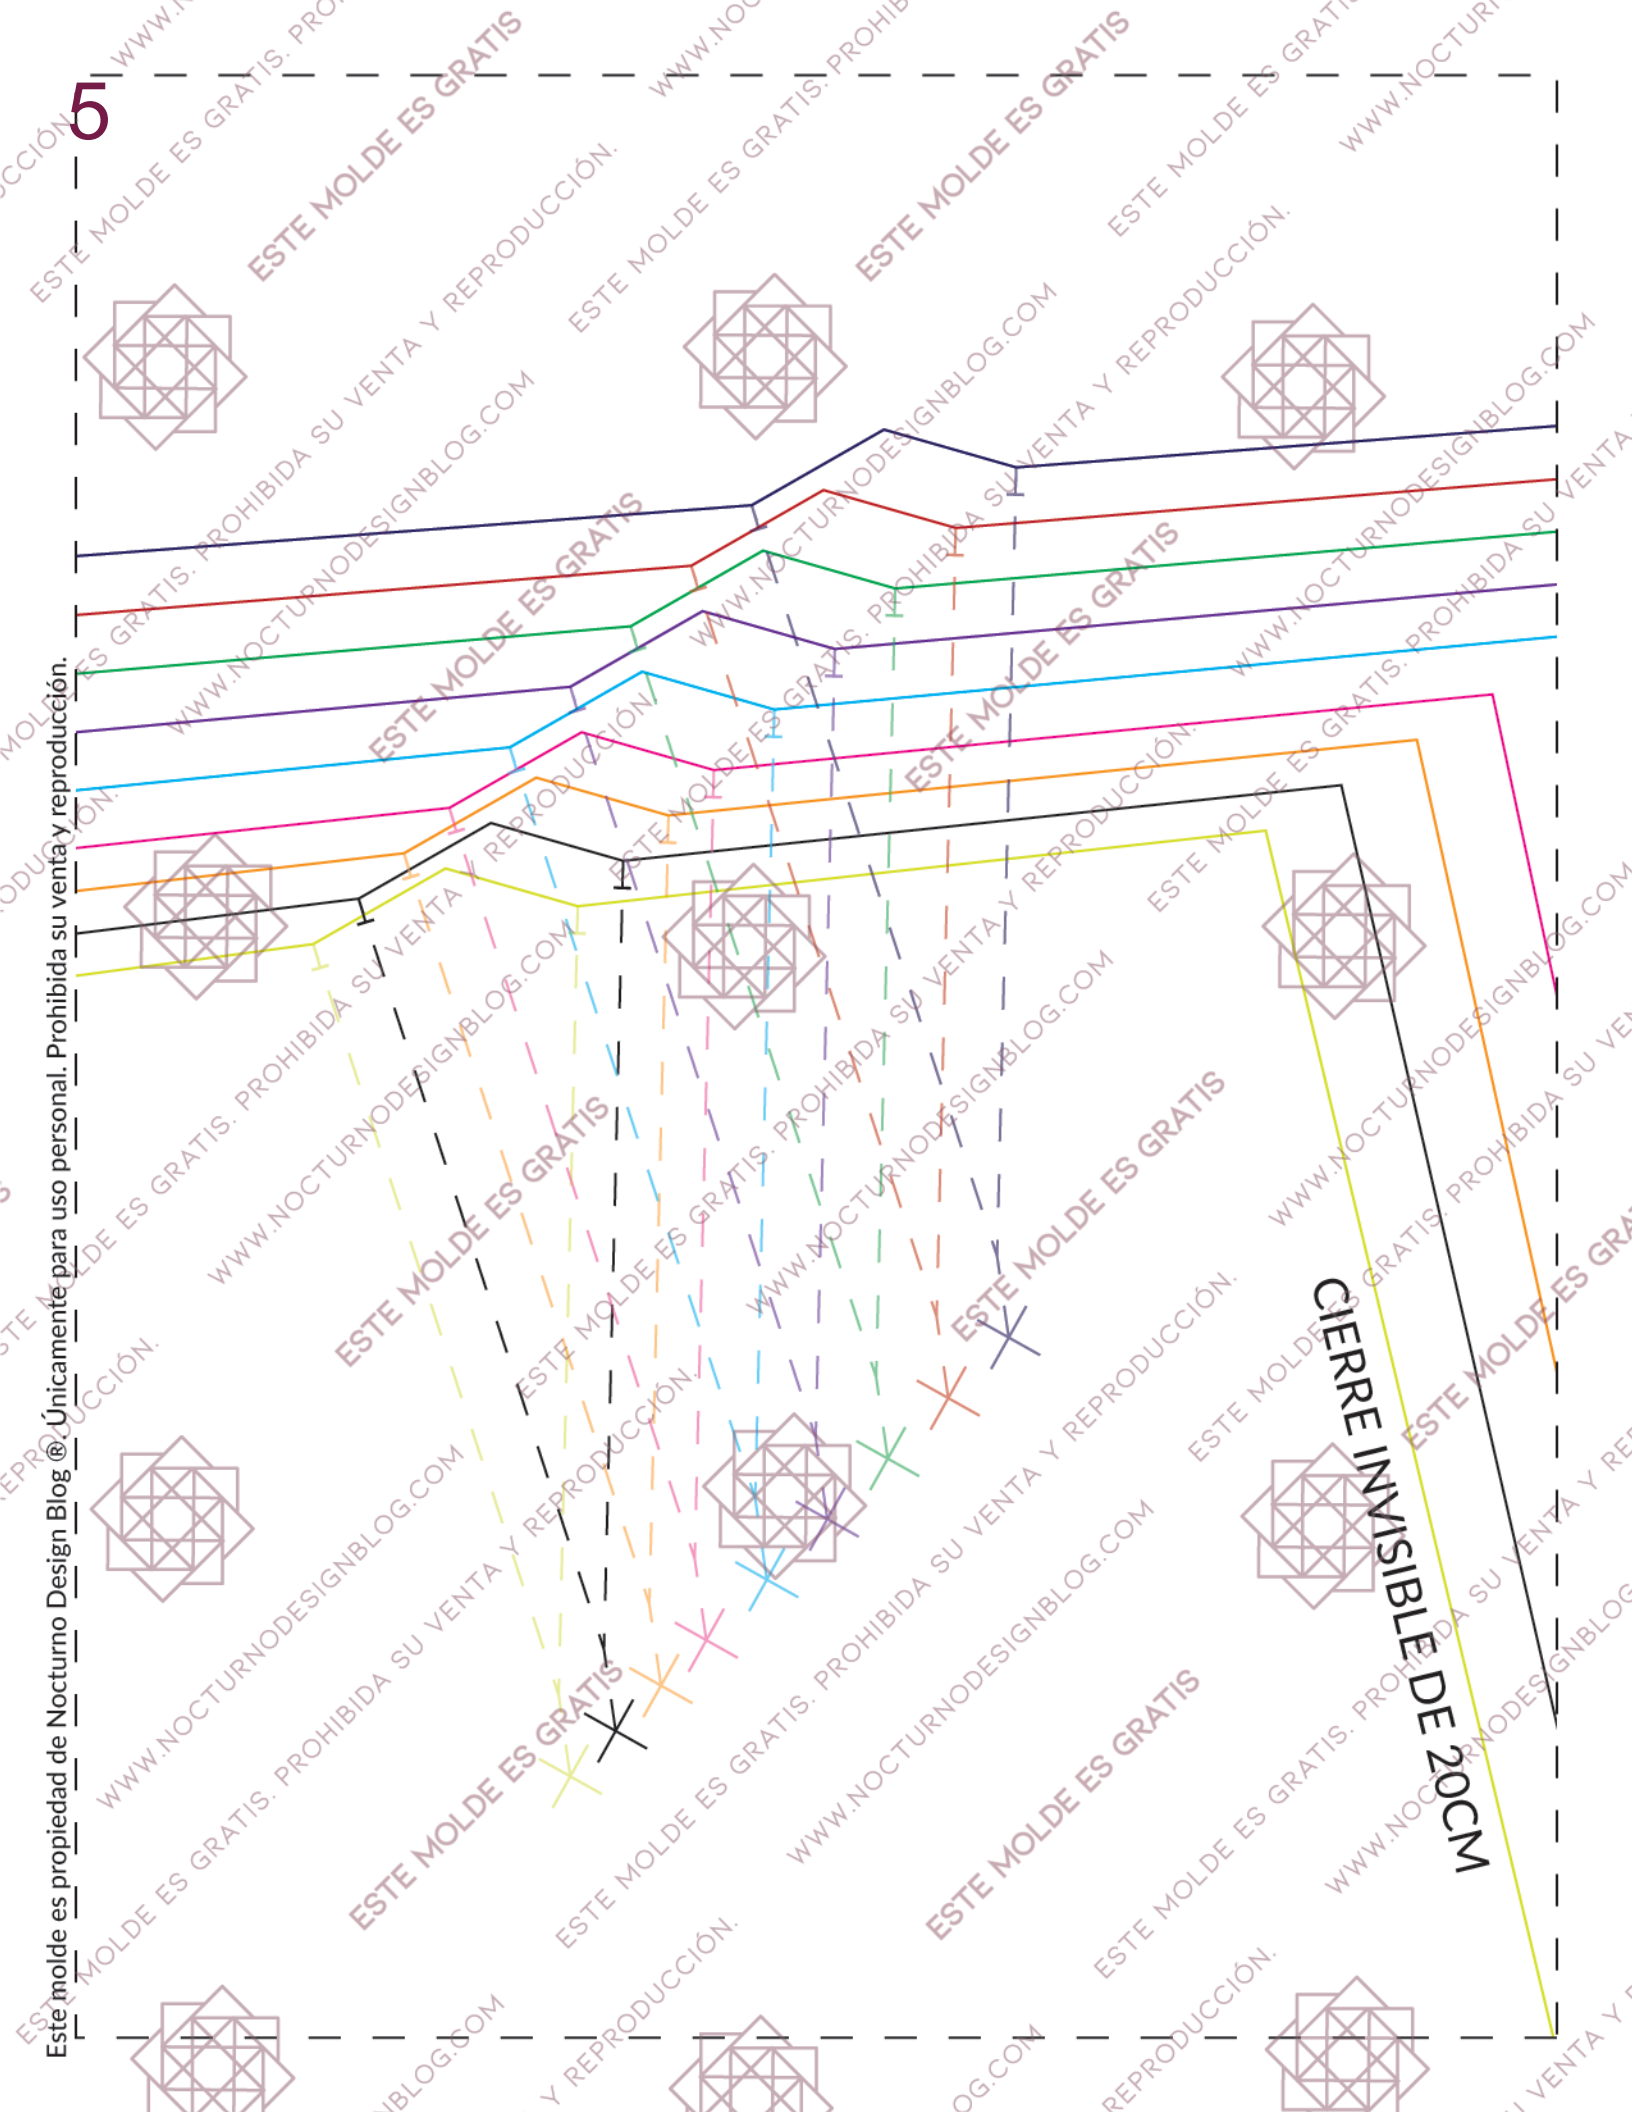 5
Este molde es propiedad de Nocturno Design Blog ®. Únicamente para uso personal. Prohibida su venta y reproducción.
CIERRE INVISIBLE DE 20CM
ESTE MOLDE ES GRATIS
ESTE MOLDE ES GRATIS. PROHIBIDA SU VENTA Y REPRODUCCIÓN.
WWW.NOCTURNODESIGNBLOG.COM